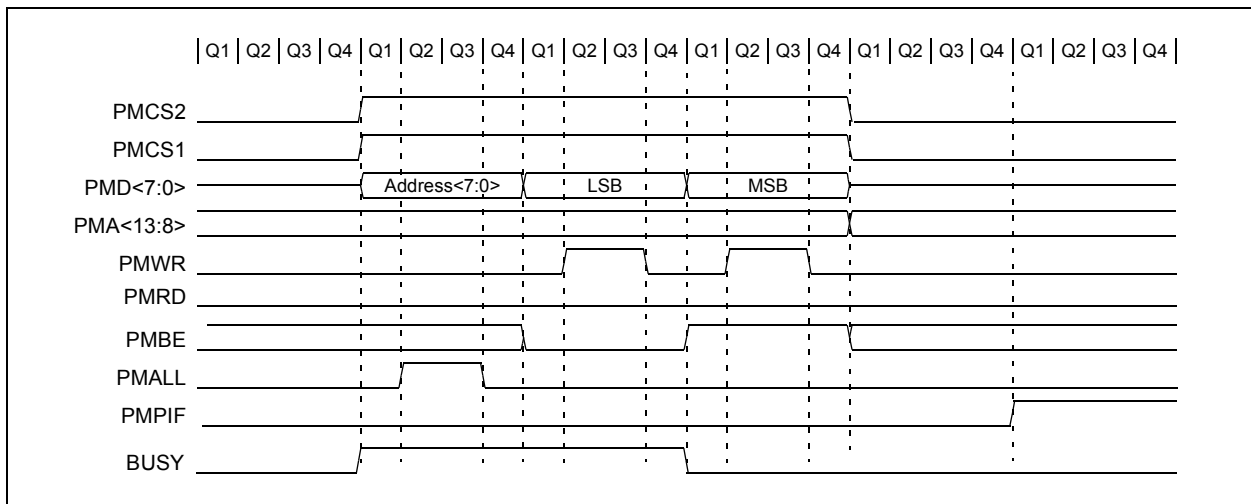 Q1 Q2 Q3 Q4 Q1 Q2 Q3 Q4 Q1 Q2 Q3 Q4 Q1 Q2 Q3 Q4 Q1 Q2 Q3 Q4 Q1 Q2 Q3 Q4
PMCS2
PMCS1
PMD<7:0> Address<7:0> LSB MSB
PMA<13:8>
PMWR
PMRD
PMBE
PMALL
PMPIF
BUSY